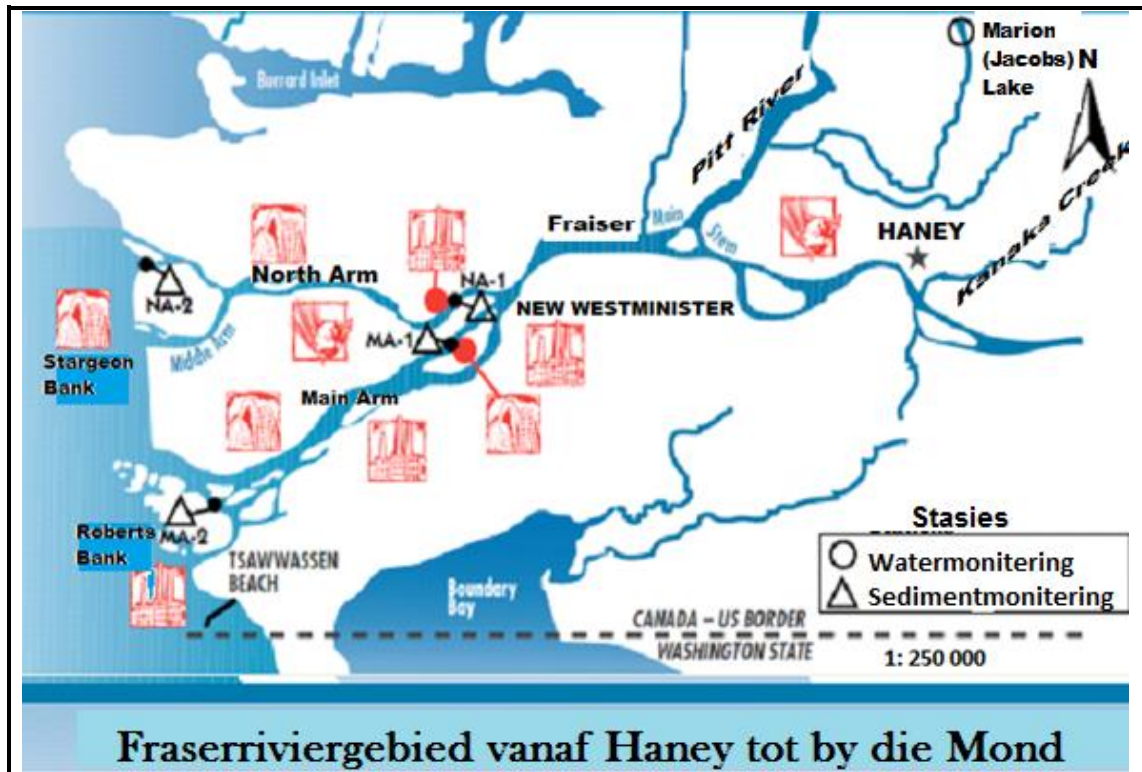 Burrard Inlet
Marion
(Jacobs)
Lake
N
Pitt River
Kanaka Creek
Fraiser
Main
Stem
HANEY
North Arm
NA-1
NA-2
NEW WESTMINISTER
MA-1
Middle Arm
Stargeon
Bank
Main Arm
Roberts
Bank
MA-2
TSAWWASSEN
BEACH
Boundary
Bay
Stasies
Watermonitering
Sedimentmonitering
CANADA – US BORDER
WASHINGTON STATE
1: 250 000
Fraserriviergebied vanaf Haney tot by die Mond